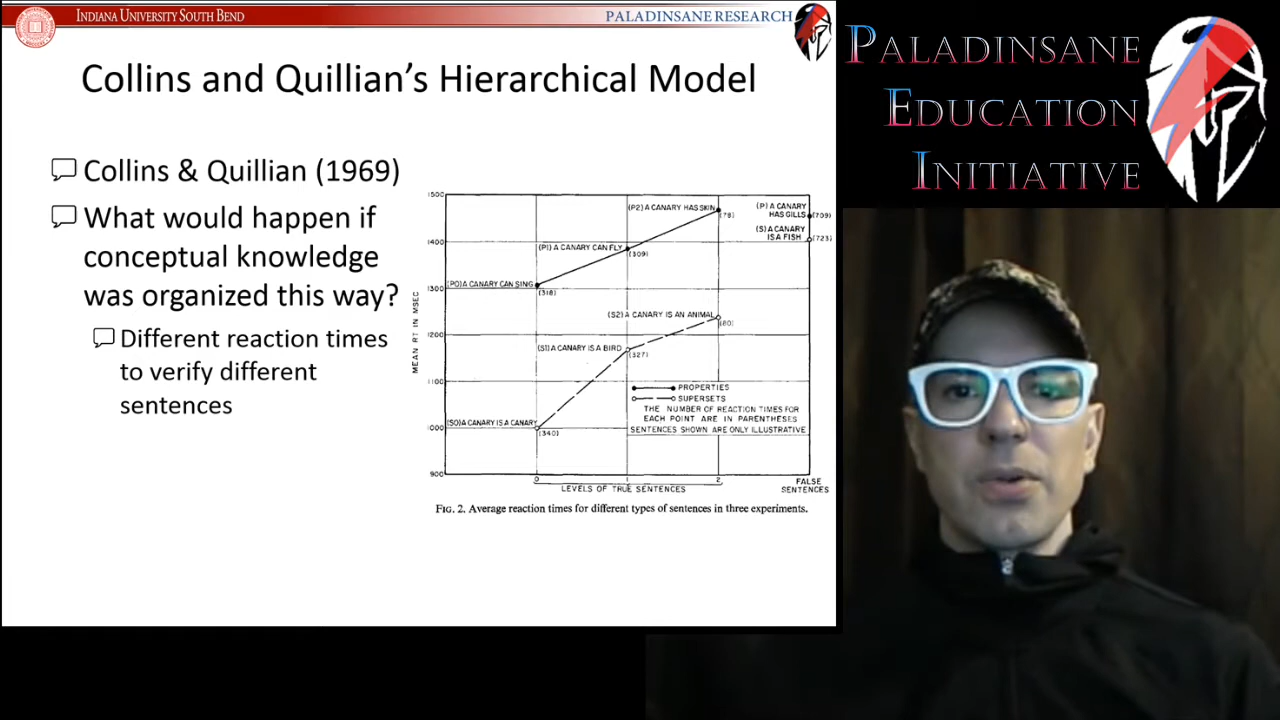 INDIANA UNIVERSITY SOUTH BEND
PALADINSANE RESEARCH
Collins and Quillian’s Hierarchical Model
Collins & Quillian (1969)
What would happen if
conceptual knowledge
was organized this way?
Different reaction times
to verify different
sentences
PALADINSANE
EDUCATION
INITIATIVE
MEAN RT IN MSEC
1500
1400
1300
1200
1100
1000
900
(P2) A CANARY HAS SKIN
(78)
(P1) A CANARY CAN FLY
(309)
(P0) A CANARY CAN SING
(318)
(P) A CANARY
HAS GILLS
(709)
(S) A CANARY
IS A FISH
(723)
(S2) A CANARY IS AN ANIMAL
(80)
(S1) A CANARY IS A BIRD
(327)
(S0) A CANARY IS A CANARY
(340)
PROPERTIES
SUPERSETS
THE NUMBER OF REACTION TIMES FOR
EACH POINT ARE IN PARENTHESES
SENTENCES SHOWN ARE ONLY ILLUSTRATIVE
0
1
2
LEVELS OF TRUE SENTENCES
FALSE
SENTENCES
FIG. 2. Average reaction times for different types of sentences in three experiments.